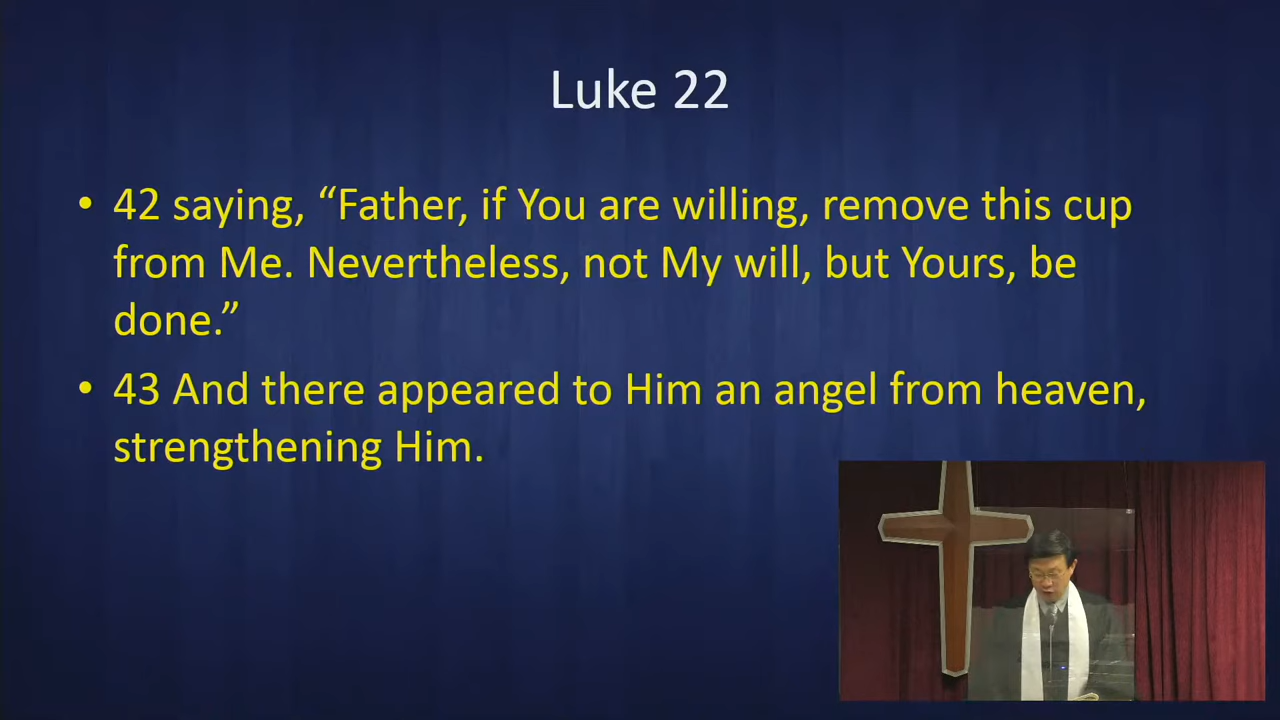 Luke 22
• 42 saying, “Father, if You are willing, remove this cup
from Me. Nevertheless, not My will, but Yours, be
done.”
• 43 And there appeared to Him an angel from heaven,
strengthening Him.